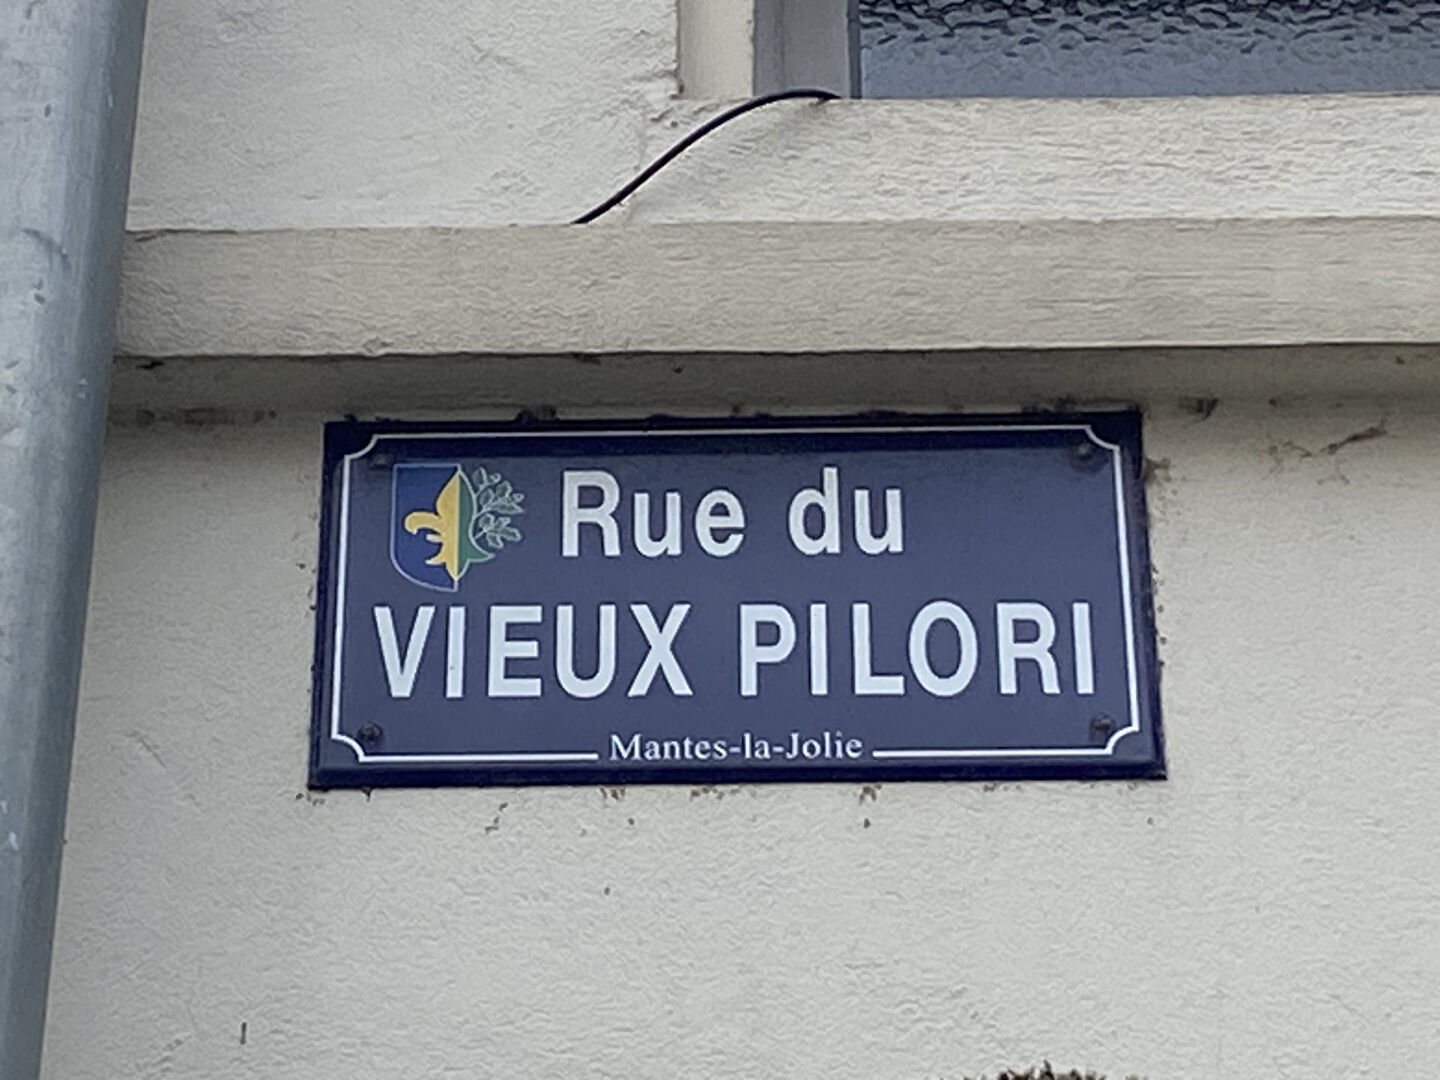 Rue du
VIEUX PILORI
Mantes-la-Jolie